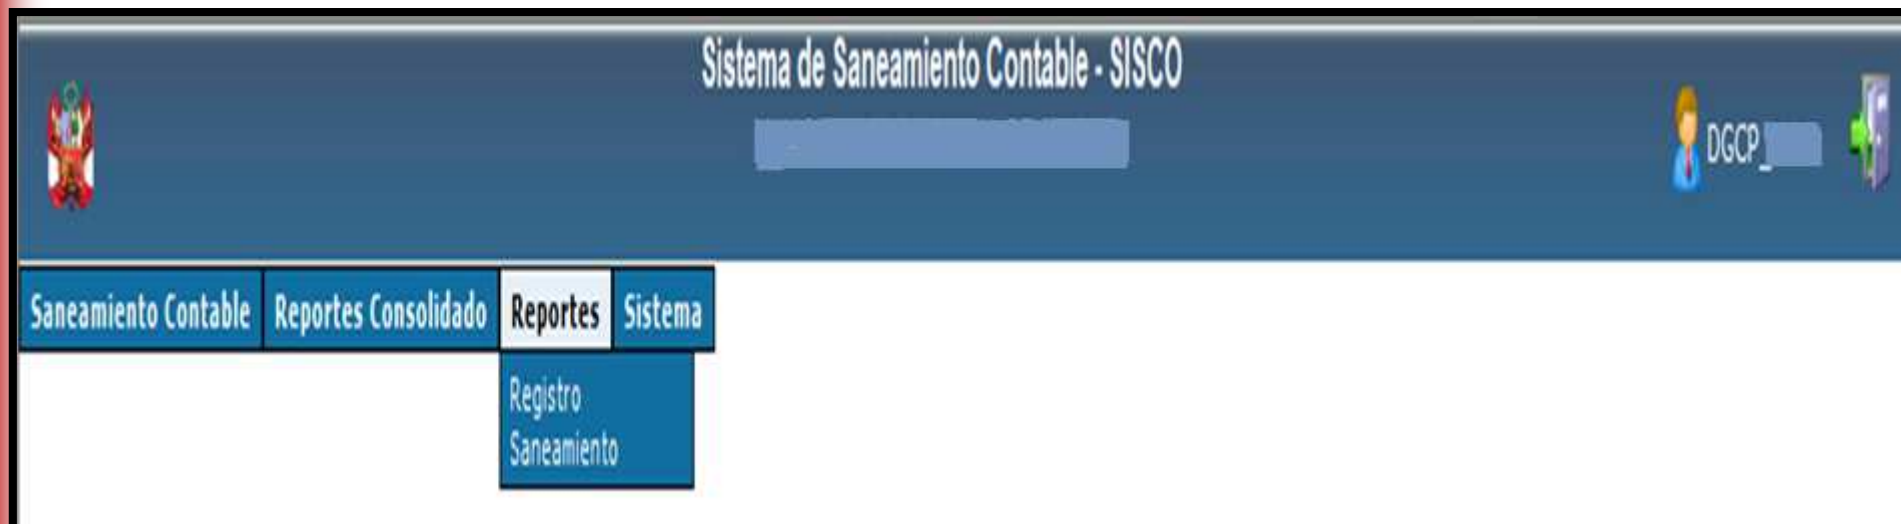 Sistema de Saneamiento Contable - SISCO
DGCP_
Saneamiento Contable
Reportes Consolidado
Reportes
Sistema
Registro
Saneamiento